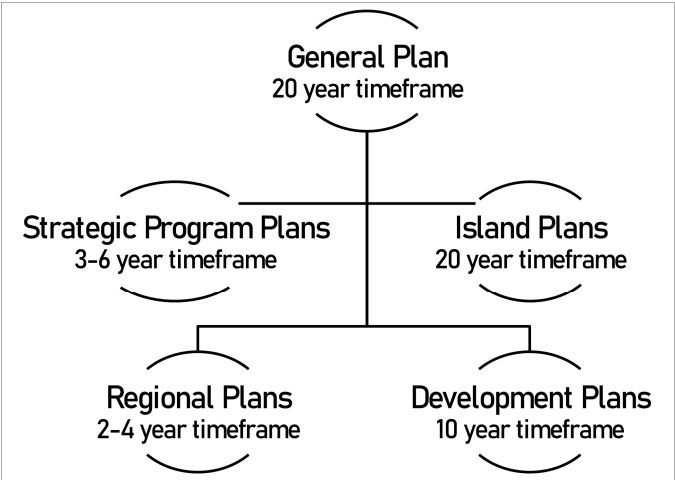 General Plan
20 year timeframe
Strategic Program Plans
3-6 year timeframe
Island Plans
20 year timeframe
Regional Plans
2-4 year timeframe
Development Plans
10 year timeframe